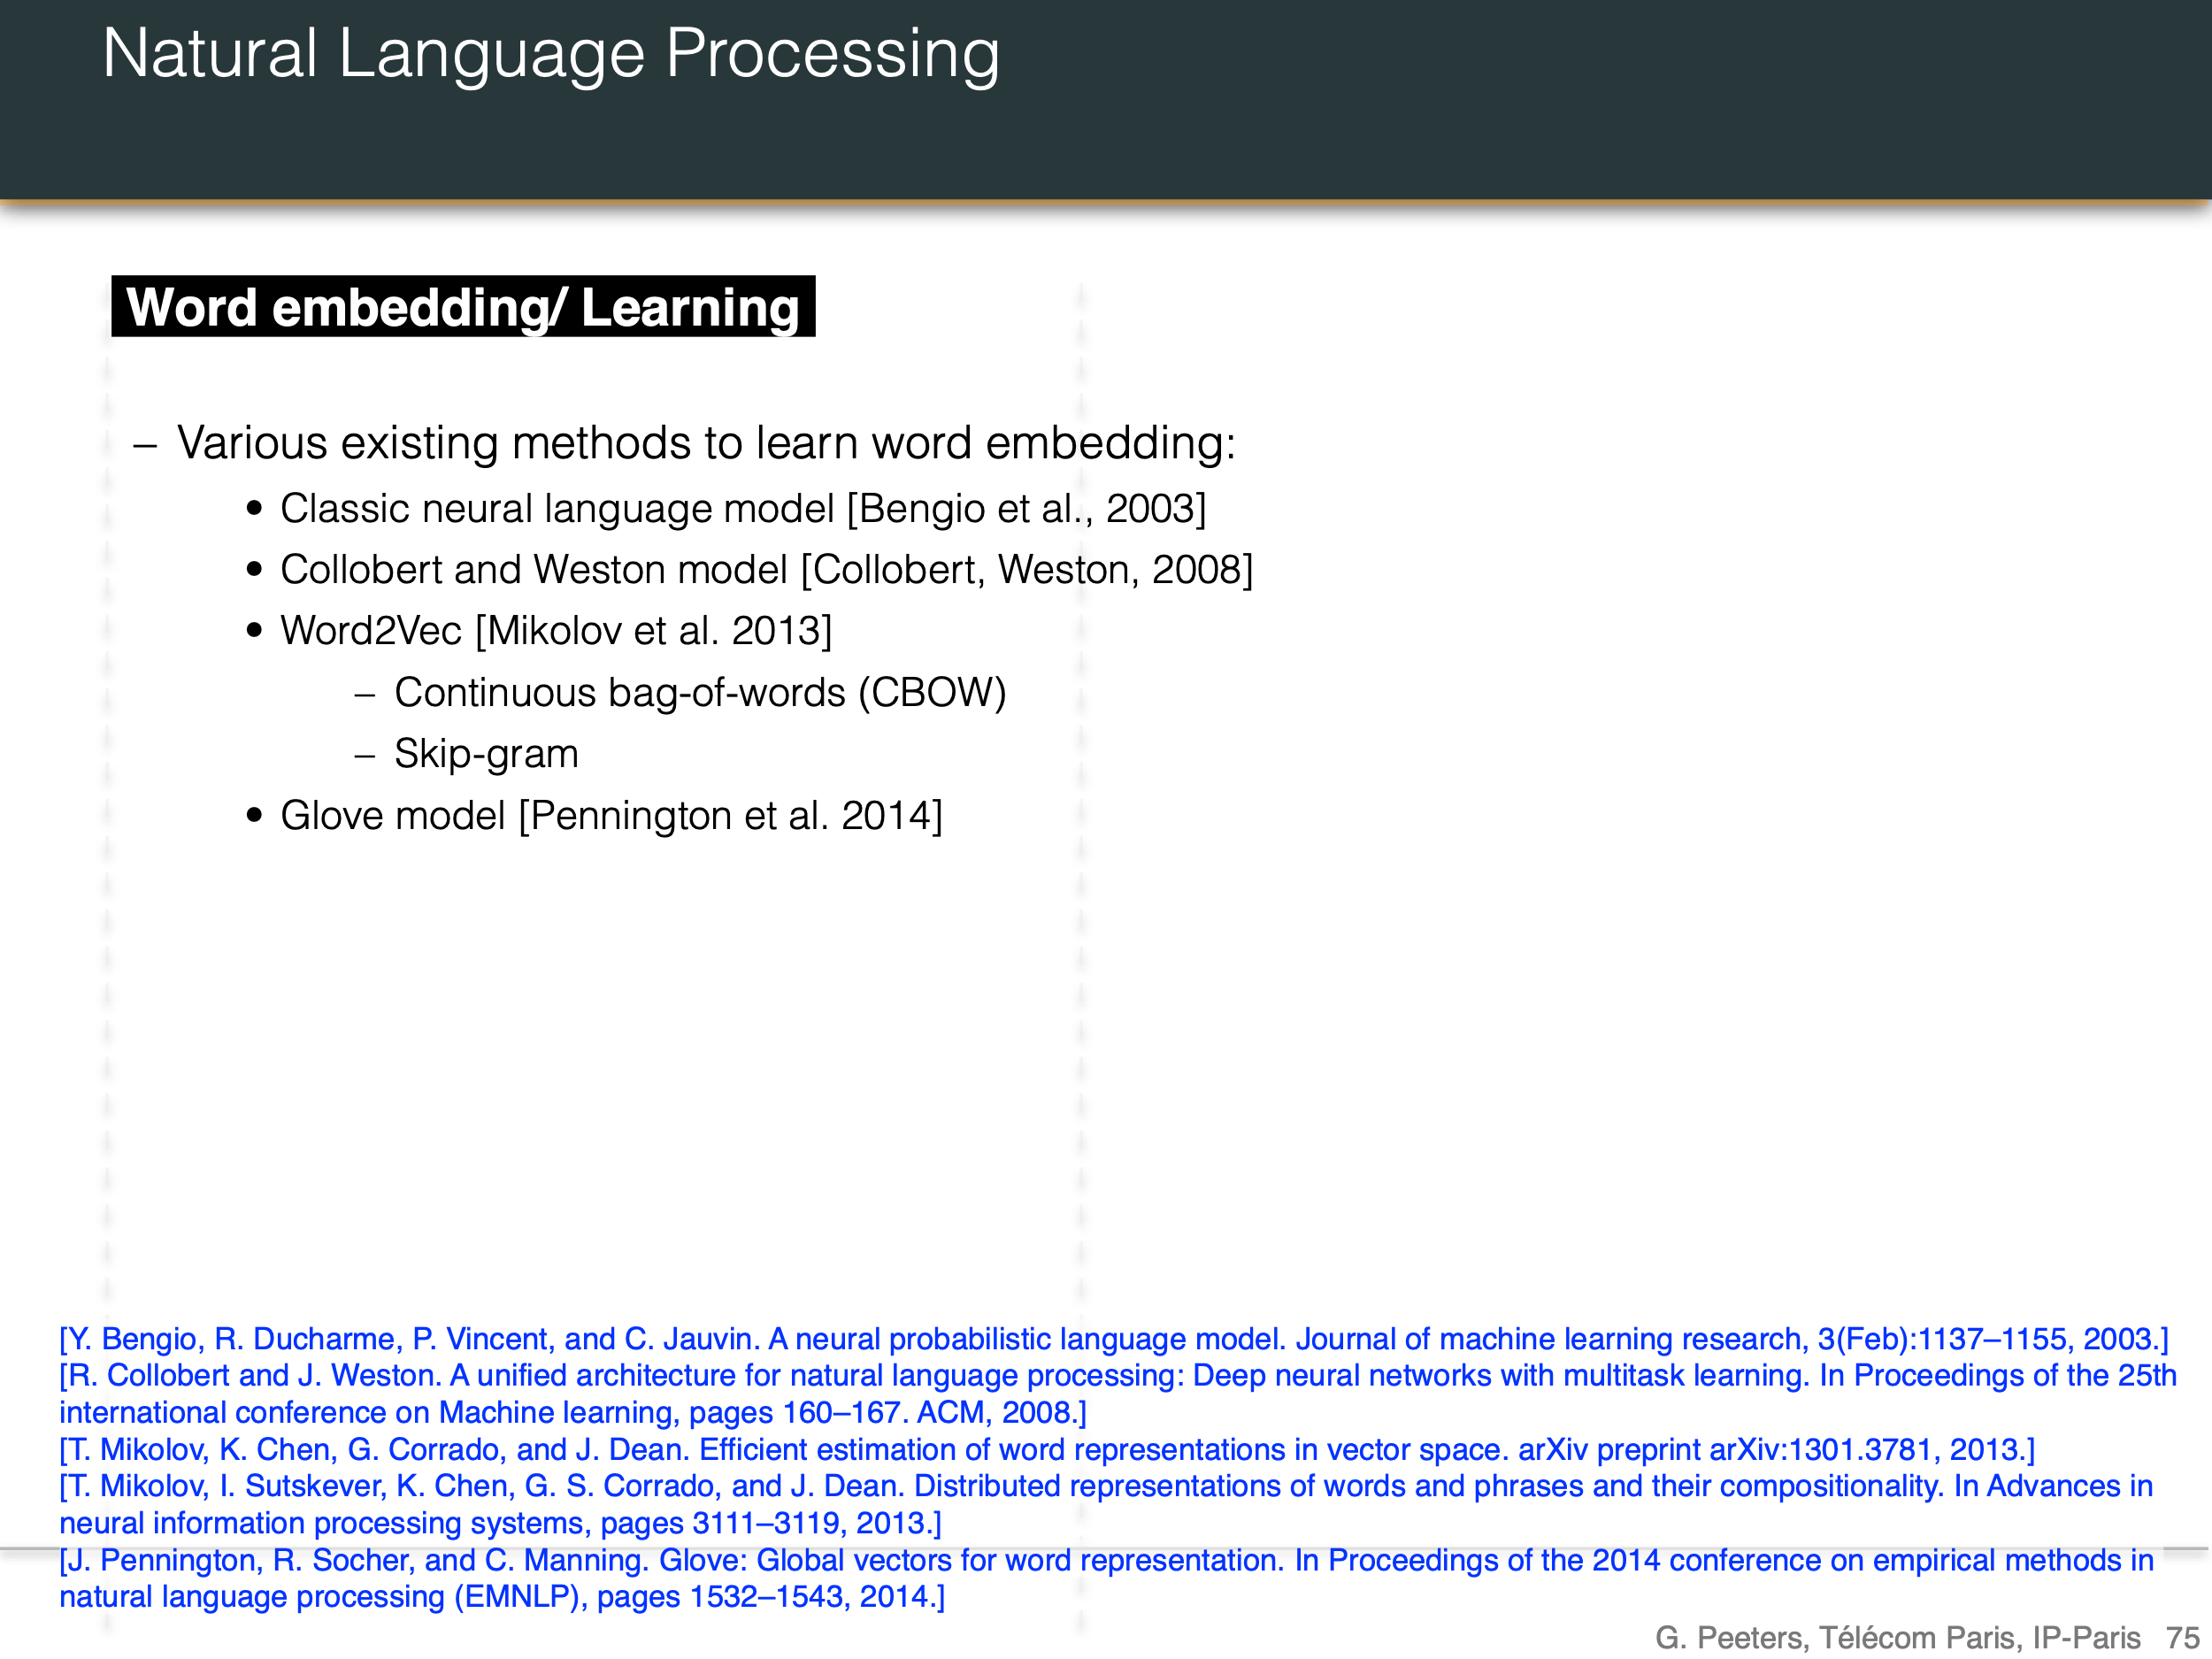 Natural Language Processing
Word embedding/ Learning
– Various existing methods to learn word embedding:
• Classic neural language model [Bengio et al., 2003]
• Collobert and Weston model [Collobert, Weston, 2008]
• Word2Vec [Mikolov et al. 2013]
– Continuous bag-of-words (CBOW)
– Skip-gram
• Glove model [Pennington et al. 2014]
[Y. Bengio, R. Ducharme, P. Vincent, and C. Jauvin. A neural probabilistic language model. Journal of machine learning research, 3(Feb):1137–1155, 2003.]
[R. Collobert and J. Weston. A unified architecture for natural language processing: Deep neural networks with multitask learning. In Proceedings of the 25th
international conference on Machine learning, pages 160–167. ACM, 2008.]
[T. Mikolov, K. Chen, G. Corrado, and J. Dean. Efficient estimation of word representations in vector space. arXiv preprint arXiv:1301.3781, 2013.]
[T. Mikolov, I. Sutskever, K. Chen, G. S. Corrado, and J. Dean. Distributed representations of words and phrases and their compositionality. In Advances in
neural information processing systems, pages 3111–3119, 2013.]
[J. Pennington, R. Socher, and C. Manning. Glove: Global vectors for word representation. In Proceedings of the 2014 conference on empirical methods in
natural language processing (EMNLP), pages 1532–1543, 2014.]
G. Peeters, Télécom Paris, IP-Paris 75